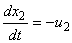 dx₂/dt = -u₂